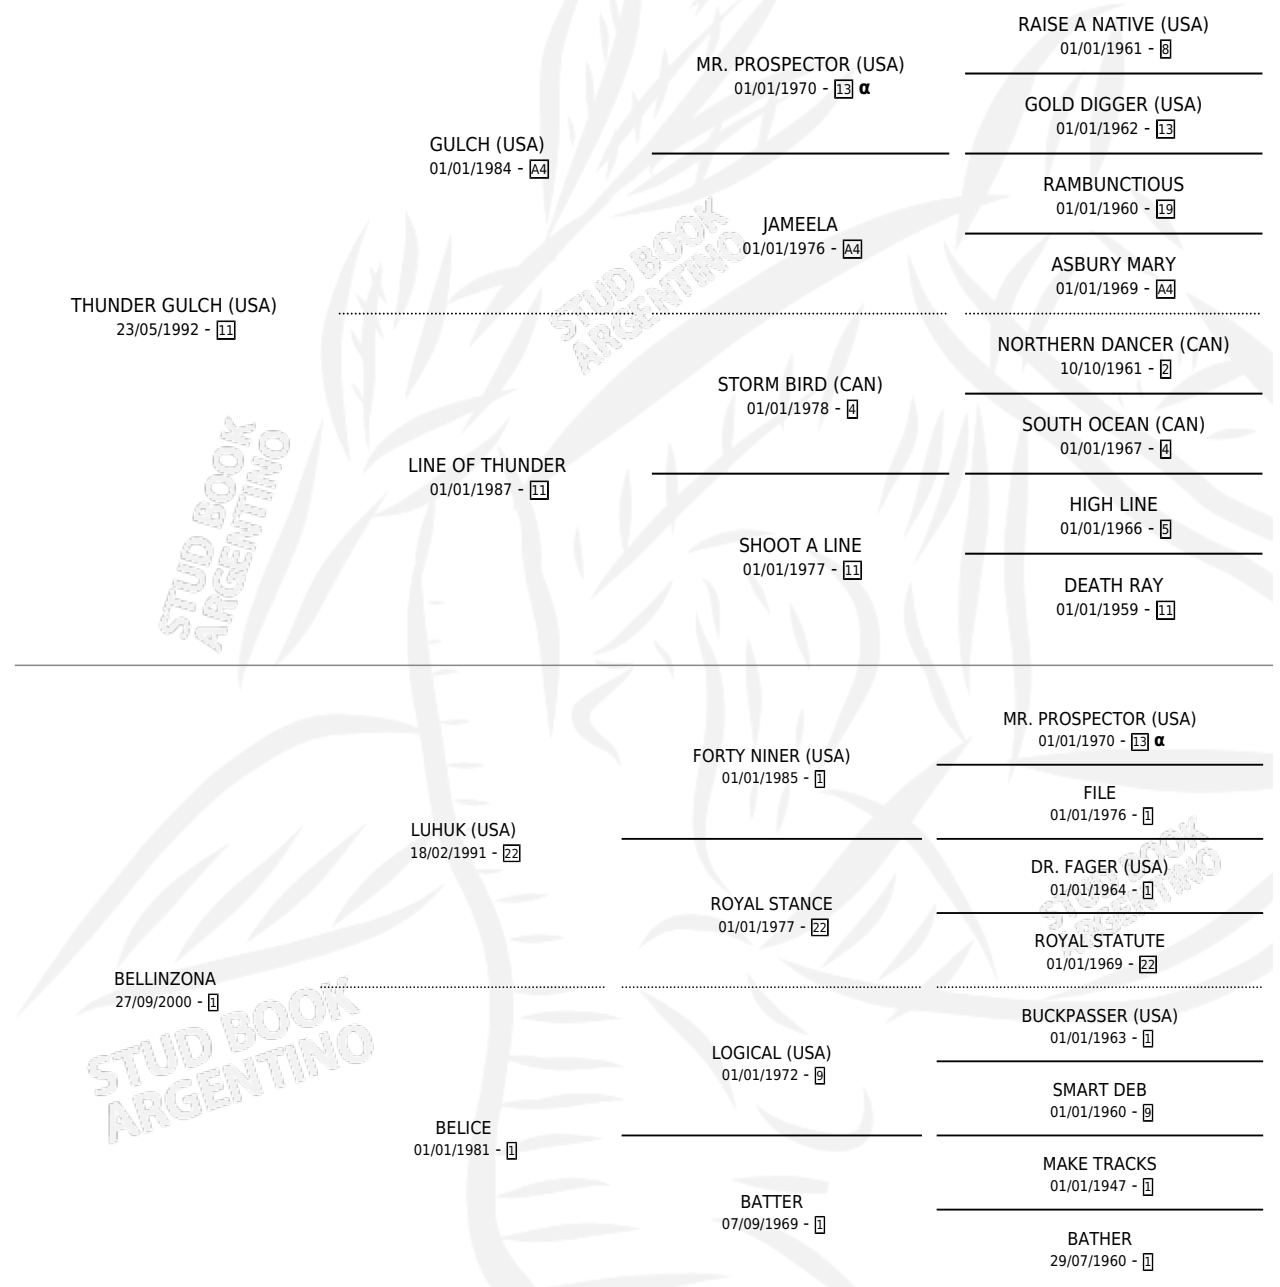 RAISE A NATIVE (USA)
01/01/1961 - 8
MR. PROSPECTOR (USA)
01/01/1970 - 13 α
GOLD DIGGER (USA)
01/01/1962 - 13
GULCH (USA)
01/01/1984 - A4
RAMBUNCTIOUS
01/01/1960 - 19
JAMEELA
01/01/1976 - A4
ASBURY MARY
01/01/1969 - A4
THUNDER GULCH (USA)
23/05/1992 - 11
NORTHERN DANCER (CAN)
10/10/1961 - 2
STORM BIRD (CAN)
01/01/1978 - 4
SOUTH OCEAN (CAN)
01/01/1967 - 4
LINE OF THUNDER
01/01/1987 - 11
HIGH LINE
01/01/1966 - 5
SHOOT A LINE
01/01/1977 - 11
DEATH RAY
01/01/1959 - 11
STUD BOOK
ARGENTINO
STUD BOOK
ARGENTINO
MR. PROSPECTOR (USA)
01/01/1970 - 13 α
FORTY NINER (USA)
01/01/1985 - 1
FILE
01/01/1976 - 1
LUHUK (USA)
18/02/1991 - 22
DR. FAGER (USA)
01/01/1964 - 1
ROYAL STANCE
01/01/1977 - 22
ROYAL STATUTE
01/01/1969 - 22
BELLINZONA
27/09/2000 - 1
BUCKPASSER (USA)
01/01/1963 - 1
LOGICAL (USA)
01/01/1972 - 9
SMART DEB
01/01/1960 - 9
BELICE
01/01/1981 - 1
MAKE TRACKS
01/01/1947 - 1
BATTER
07/09/1969 - 1
BATHER
29/07/1960 - 1
STUD BOOK
ARGENTINO
STUD BOOK
ARGENTINO